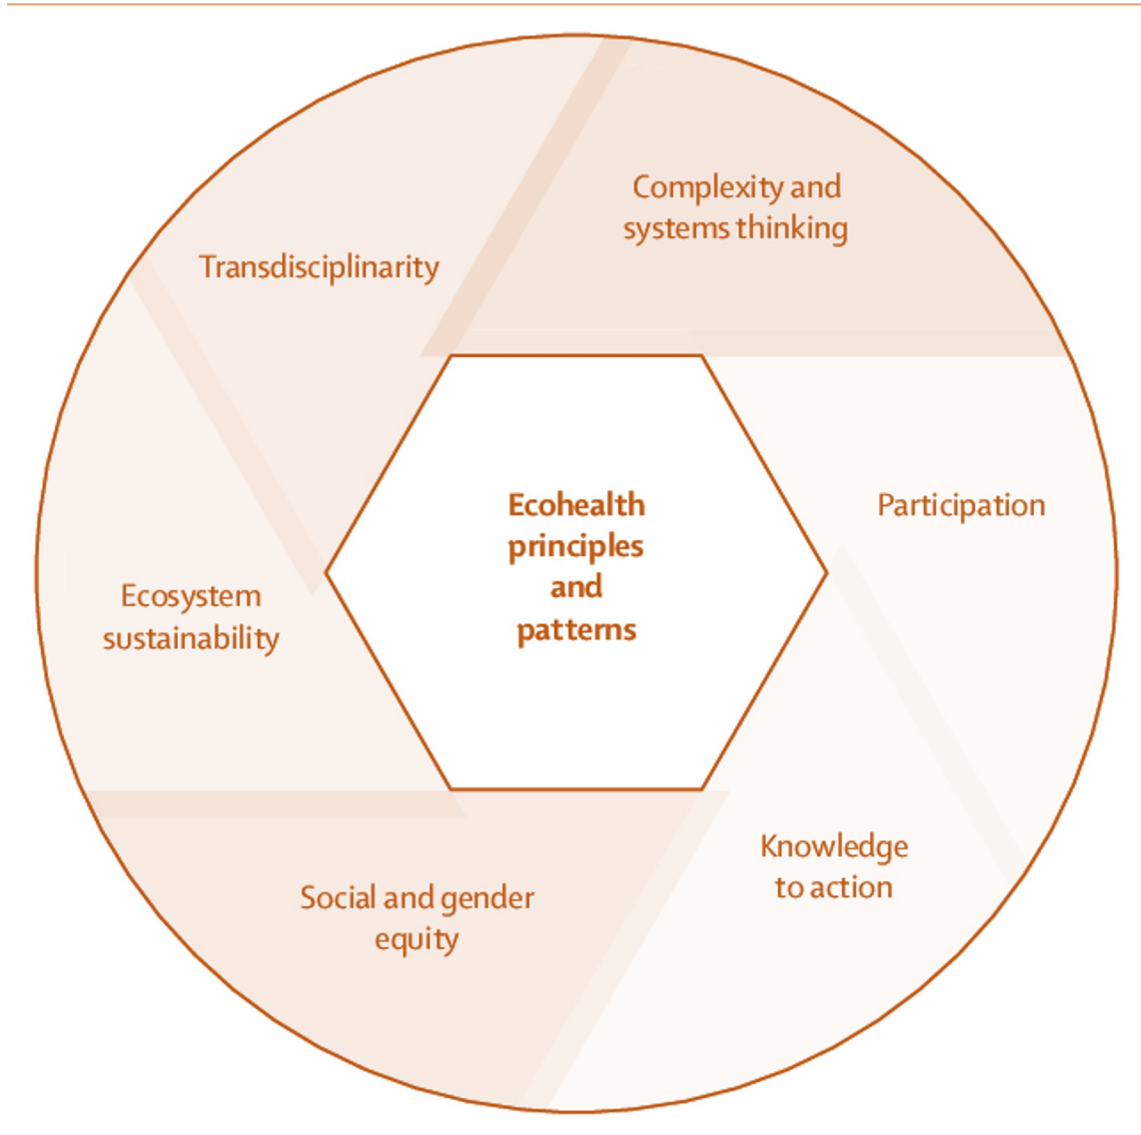 Complexity and
systems thinking
Transdisciplinarity
Participation
Ecohealth
principles
and
patterns
Ecosystem
sustainability
Knowledge
to action
Social and gender
equity